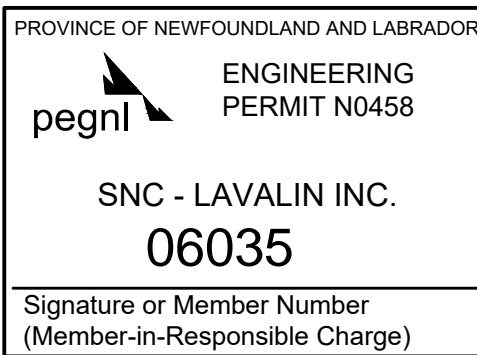 PROVINCE OF NEWFOUNDLAND AND LABRADOR
pegnl
ENGINEERING
PERMIT N0458
SNC - LAVALIN INC.
06035
Signature or Member Number
(Member-in-Responsible Charge)